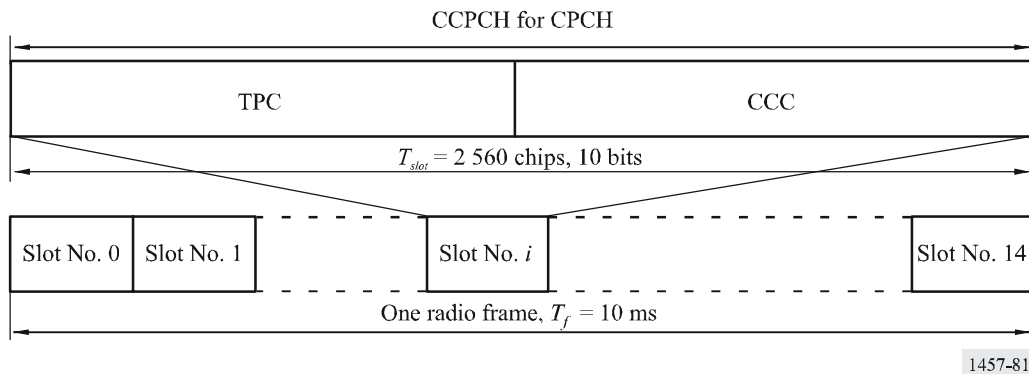 CCPCH for CPCH
TPC CCC
T_slot = 2 560 chips, 10 bits
Slot No. 0 Slot No. 1 Slot No. i Slot No. 14
One radio frame, T_f = 10 ms
1457-81